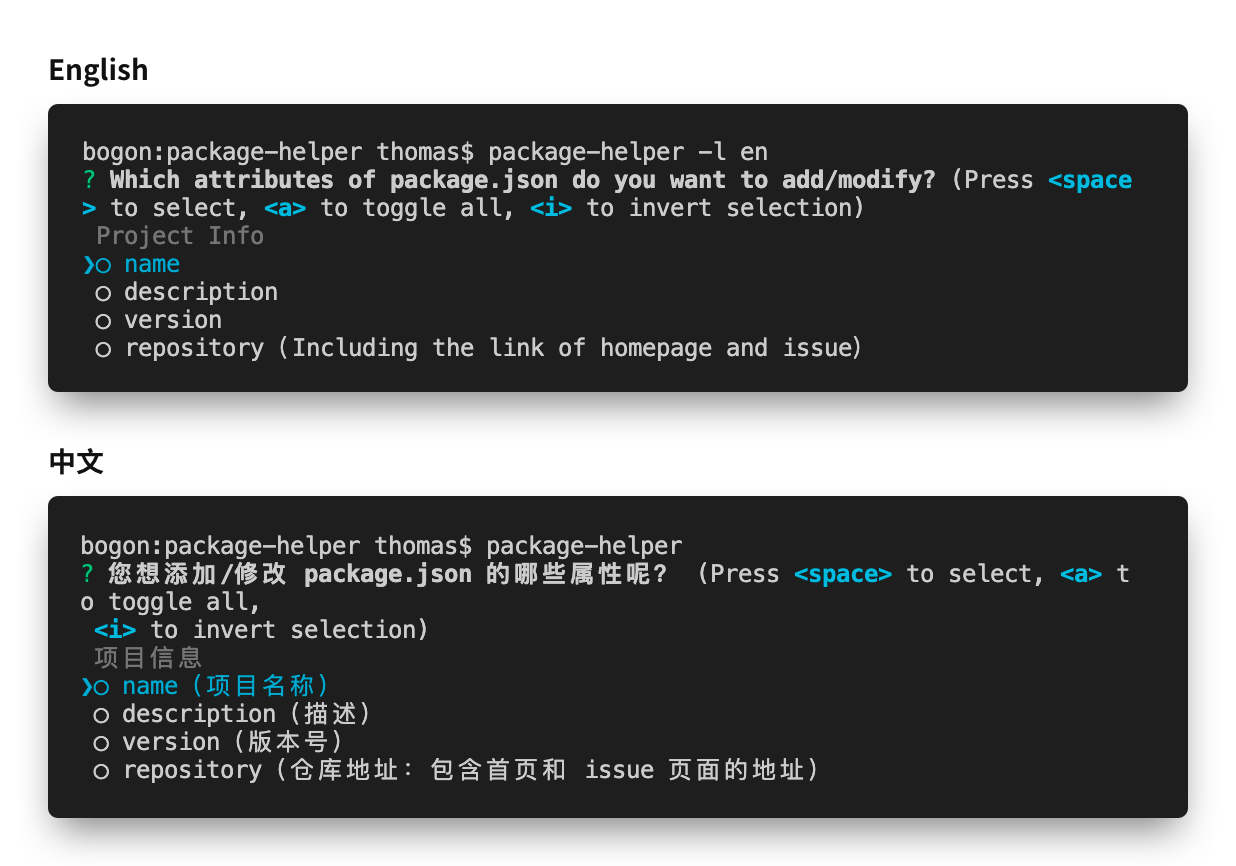 English
bogon:package-helper thomas$ package-helper -l en
? Which attributes of package.json do you want to add/modify? (Press <space
> to select, <a> to toggle all, <i> to invert selection)
Project Info
❯○ name
○ description
○ version
○ repository (Including the link of homepage and issue)
中文
bogon:package-helper thomas$ package-helper
? 您想添加/修改 package.json 的哪些属性呢？ (Press <space> to select, <a> t
o toggle all,
<i> to invert selection)
项目信息
❯○ name（项目名称）
○ description（描述）
○ version（版本号）
○ repository（仓库地址：包含首页和 issue 页面的地址）